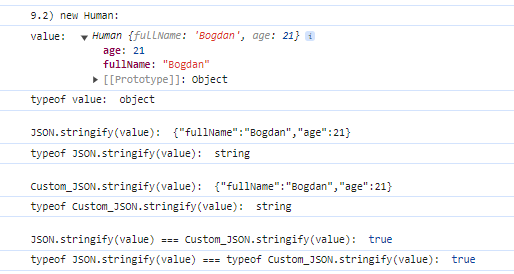 9.2) new Human:
value: ▼ Human {fullName: 'Bogdan', age: 21} i
age: 21
fullName: "Bogdan"
▶ [[Prototype]]: Object
typeof value: object
JSON.stringify(value): {"fullName":"Bogdan","age":21}
typeof JSON.stringify(value): string
Custom_JSON.stringify(value): {"fullName":"Bogdan","age":21}
typeof Custom_JSON.stringify(value): string
JSON.stringify(value) === Custom_JSON.stringify(value): true
typeof JSON.stringify(value) === typeof Custom_JSON.stringify(value): true